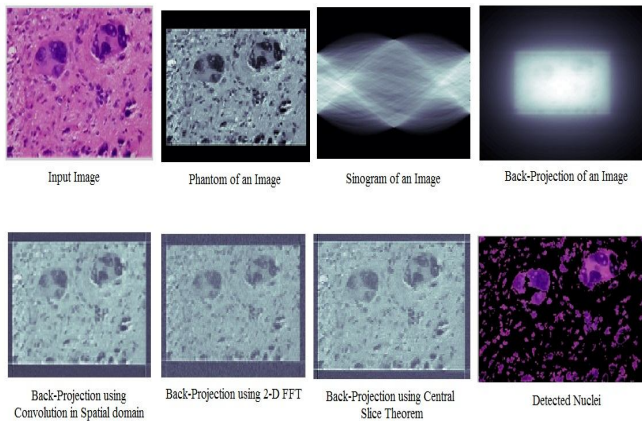 Input Image
Phantom of an Image
Sinogram of an Image
Back-Projection of an Image
Back-Projection using
Convolution in Spatial domain
Back-Projection using 2-D FFT
Back-Projection using Central
Slice Theorem
Detected Nuclei